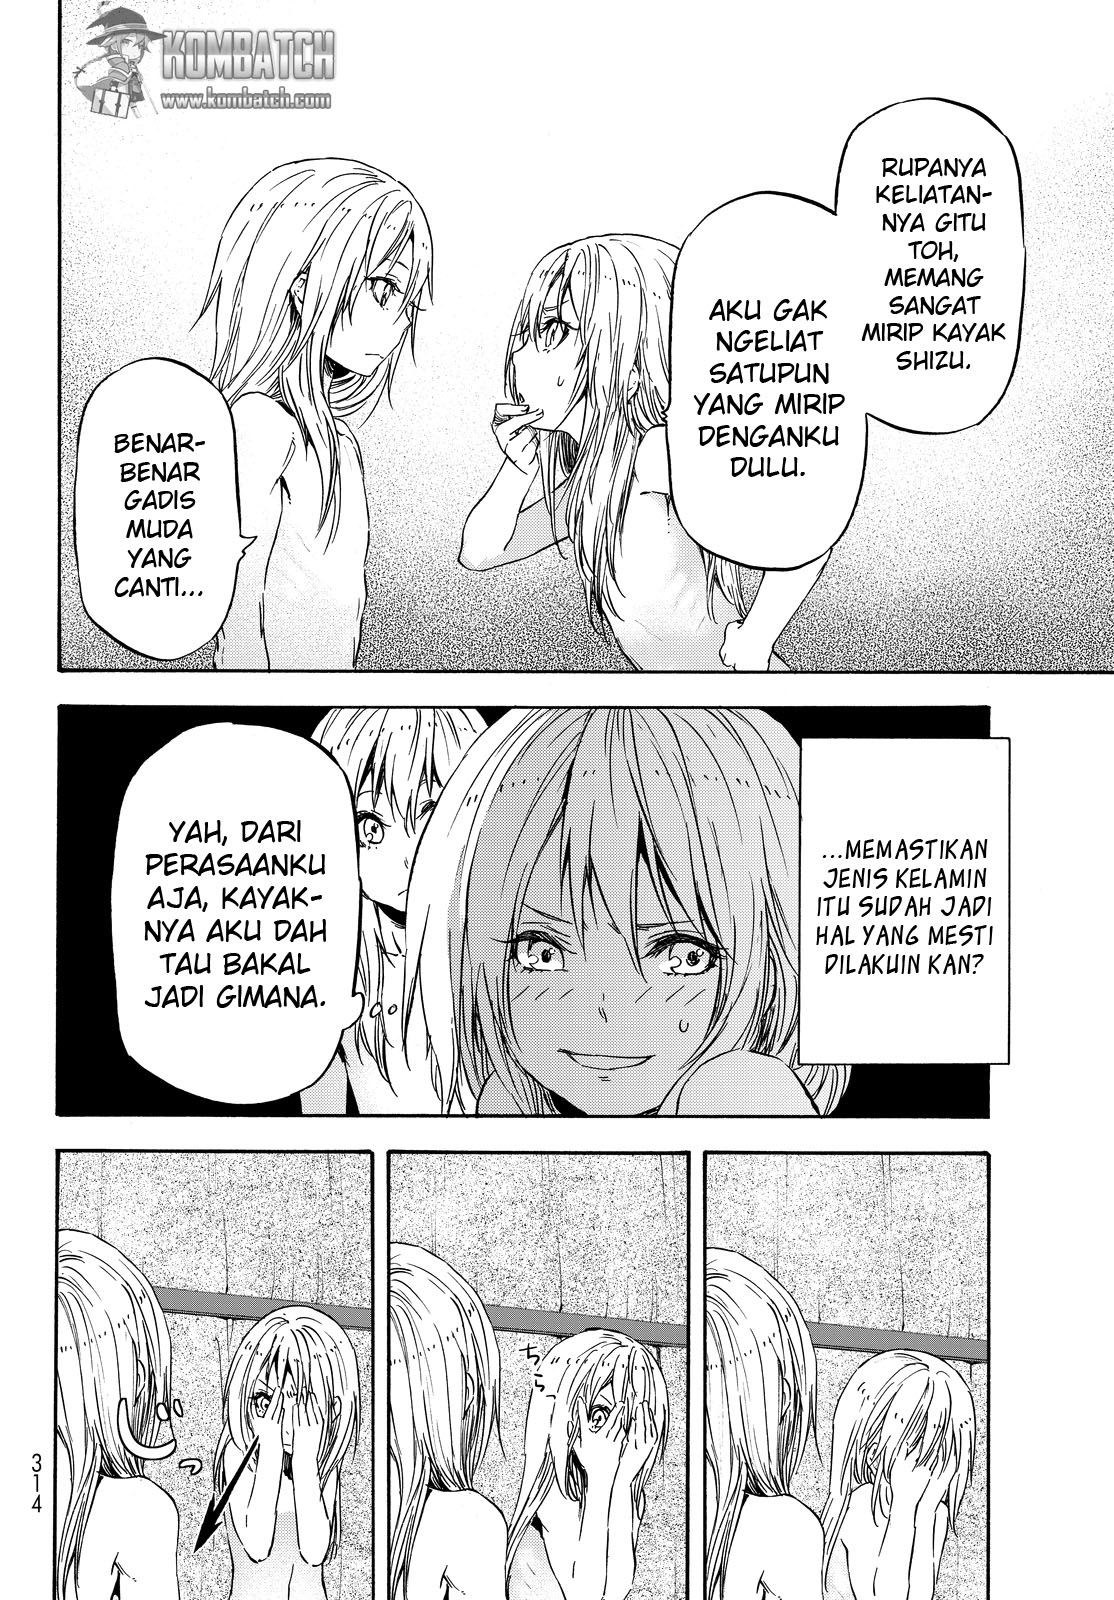 KOMBATCH
www.kombatch.com
RUPANYA
KELIATAN-
NYA GITU
TOH,
MEMANG
SANGAT
MIRIP KAYAK
SHIZU.
AKU GAK
NGELIAT
SATUPUN
YANG MIRIP
DENGANKU
DULU.
BENAR-
BENAR
GADIS
MUDA
YANG
CANTI...
...MEMASTIKAN
JENIS KELAMIN
ITU SUDAH JADI
HAL YANG MESTI
DILAKUIN KAN?
YAH, DARI
PERASAANKU
AJA, KAYAK-
NYA AKU DAH
TAU BAKAL
JADI GIMANA.
ちら
314